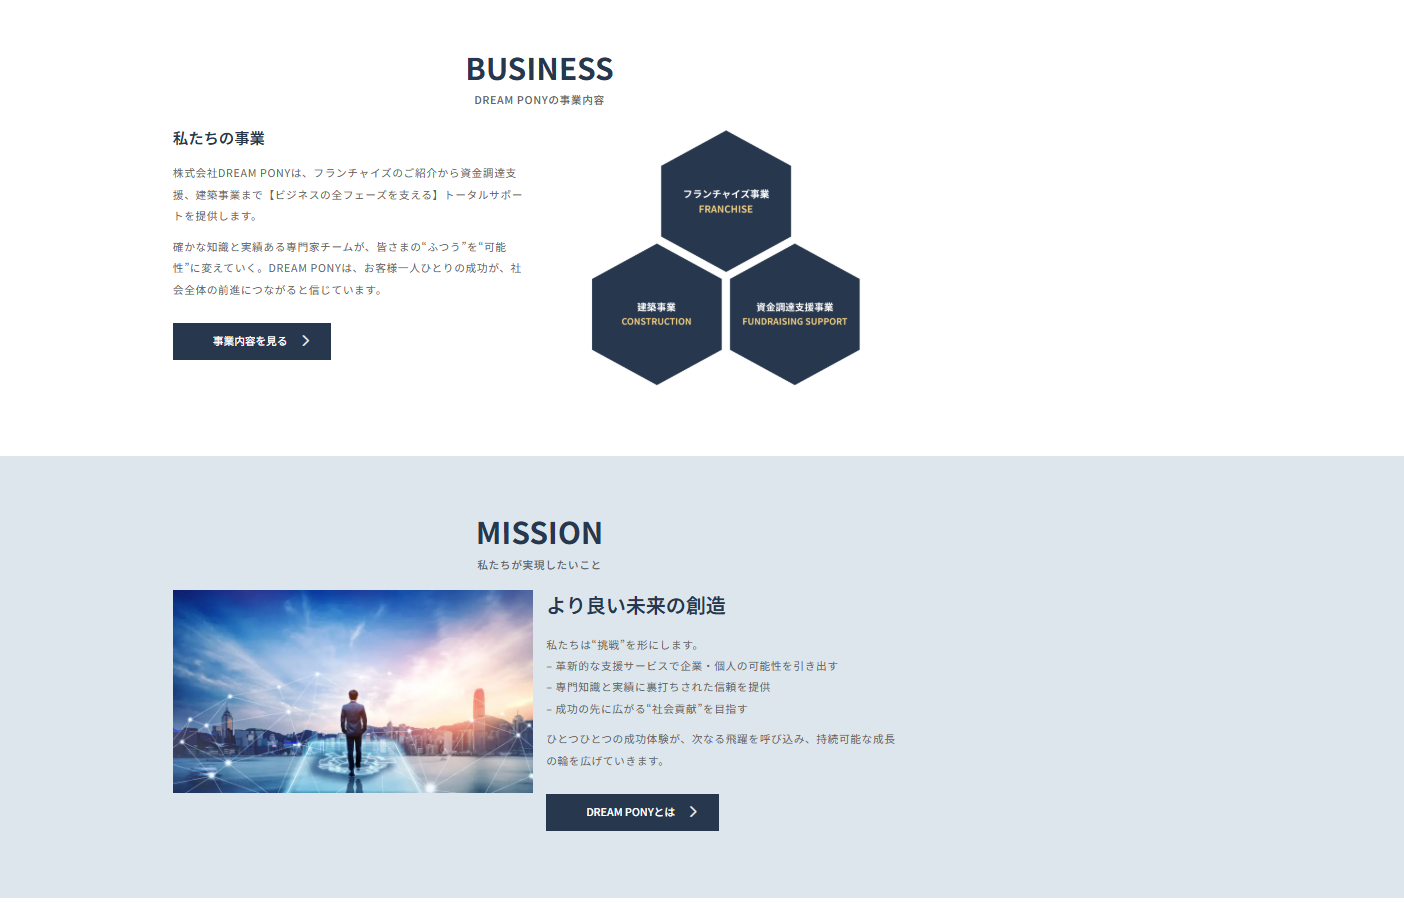 BUSINESS
DREAM PONYの事業内容
私たちの事業
株式会社DREAM PONYは、フランチャイズのご紹介から資金調達支
援、建築事業まで【ビジネスの全フェーズを支える】トータルサポー
トを提供します。
確かな知識と実績ある専門家チームが、皆さまの“ふつう”を“可能
性”に変えていく。DREAM PONYは、お客様一人ひとりの成功が、社
会全体の前進につながると信じています。
事業内容を見る
フランチャイズ事業
FRANCHISE
建築事業
CONSTRUCTION
資金調達支援事業
FUNDRAISING SUPPORT
MISSION
私たちが実現したいこと
より良い未来の創造
私たちは“挑戦”を形にします。
– 革新的な支援サービスで企業・個人の可能性を引き出す
– 専門知識と実績に裏打ちされた信頼を提供
– 成功の先に広がる“社会貢献”を目指す
ひとつひとつの成功体験が、次なる飛躍を呼び込み、持続可能な成長
の輪を広げていきます。
DREAM PONYとは